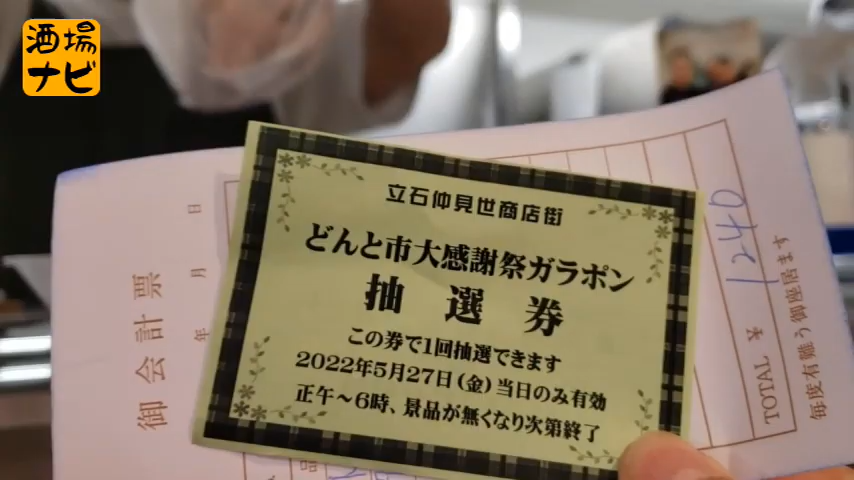 酒場
ナビ
立石仲見世商店街
どんと市大感謝祭ガラポン
抽選券
この券で1回抽選できます
2022年5月27日(金)当日のみ有効
正午～6時、景品が無くなり次第終了
御会計票
年 月 日
TOTAL ¥ 1240
毎度有難う御座居ます
品